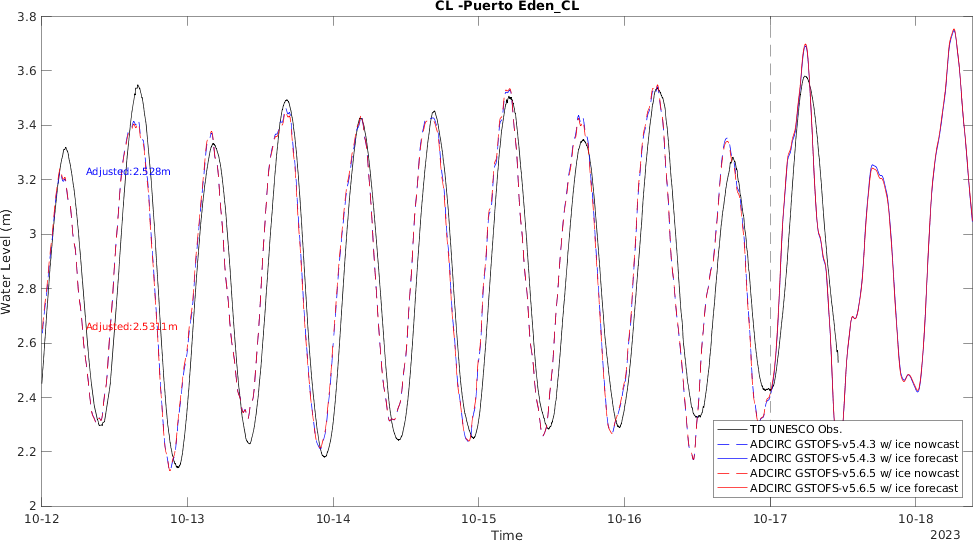 CL -Puerto Eden_CL
3.8
3.6
3.4
3.2
3
2.8
2.6
2.4
2.2
2
Water Level (m)
Adjusted:2.528m
Adjusted:2.5311m
TD UNESCO Obs.
ADCIRC GSTOFS-v5.4.3 w/ ice nowcast
ADCIRC GSTOFS-v5.4.3 w/ ice forecast
ADCIRC GSTOFS-v5.6.5 w/ ice nowcast
ADCIRC GSTOFS-v5.6.5 w/ ice forecast
10-12 10-13 10-14 10-15 10-16 10-17 10-18
Time
2023